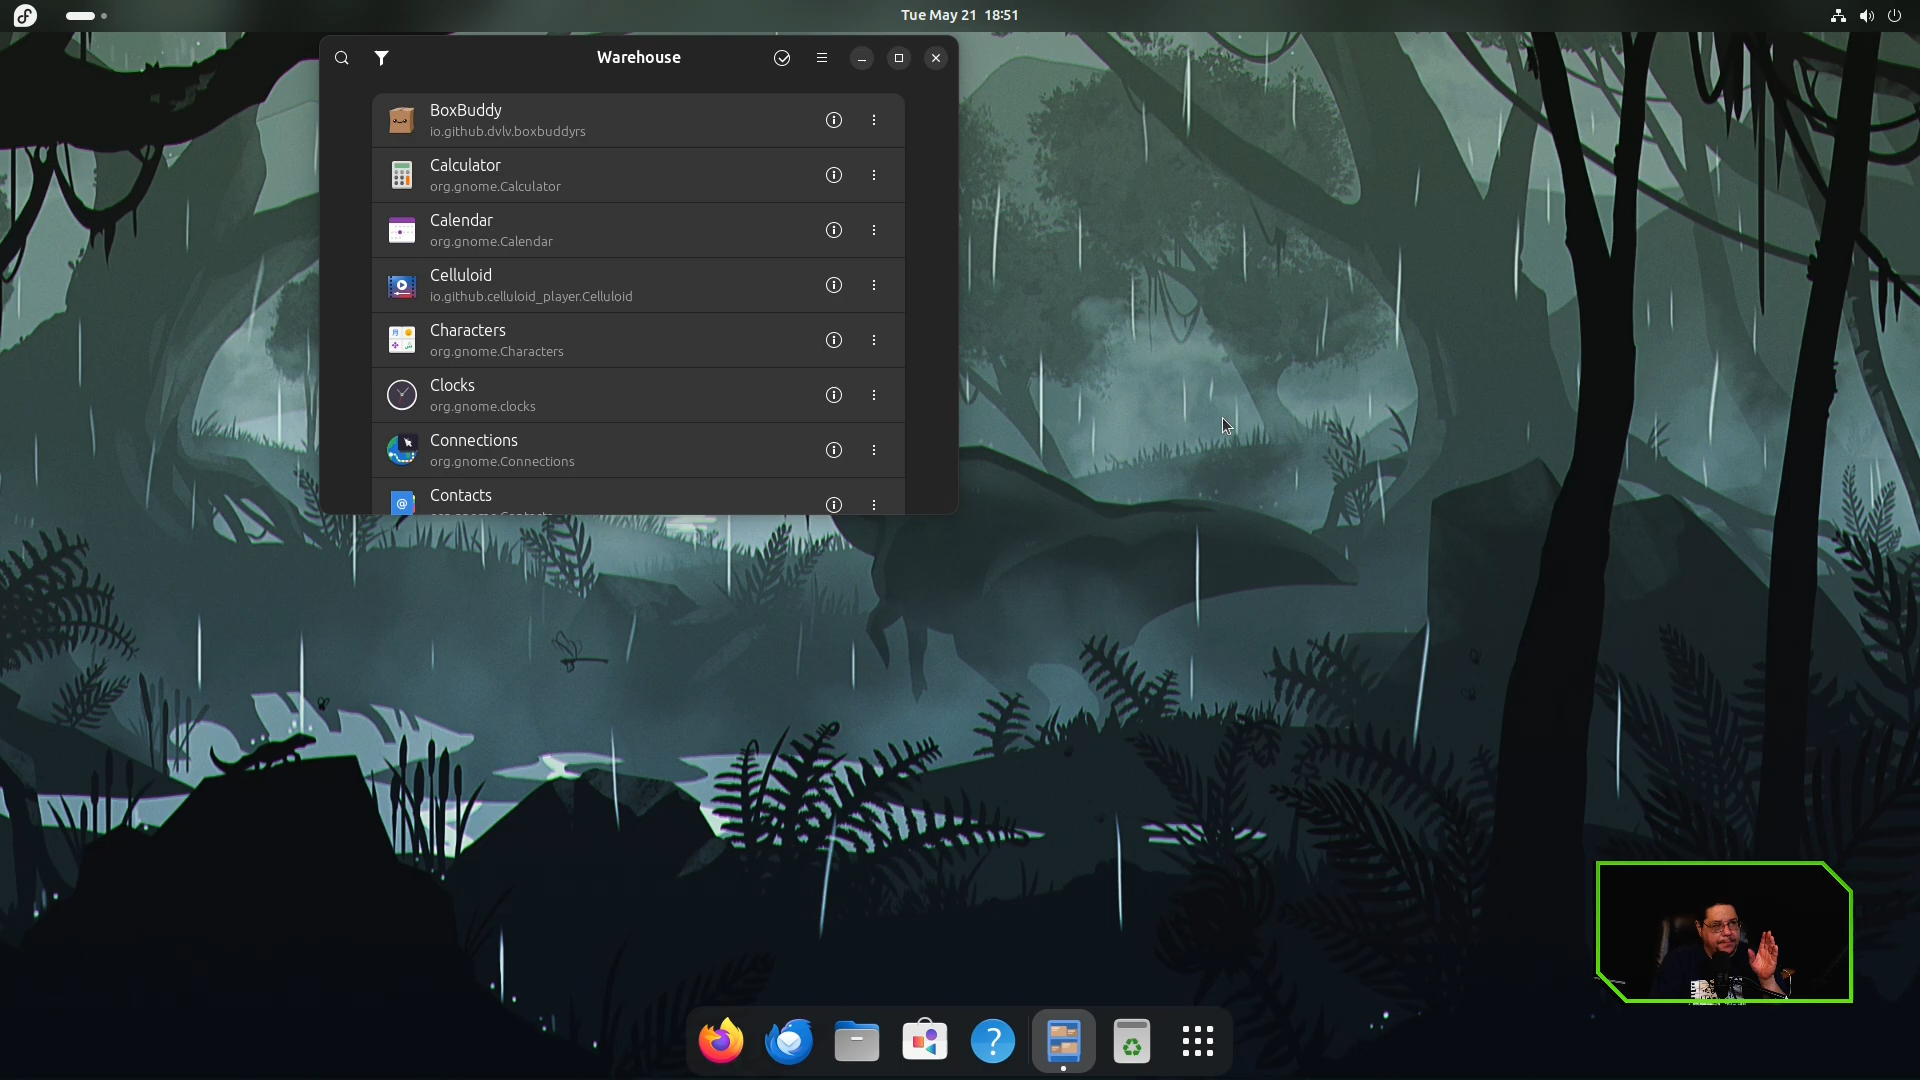 Tue May 21 18:51
Warehouse
BoxBuddy
io.github.dvlv.boxbuddyrs
Calculator
org.gnome.Calculator
Calendar
org.gnome.Calendar
Celluloid
io.github.celluloid_player.Celluloid
Characters
org.gnome.Characters
Clocks
org.gnome.clocks
Connections
org.gnome.Connections
Contacts